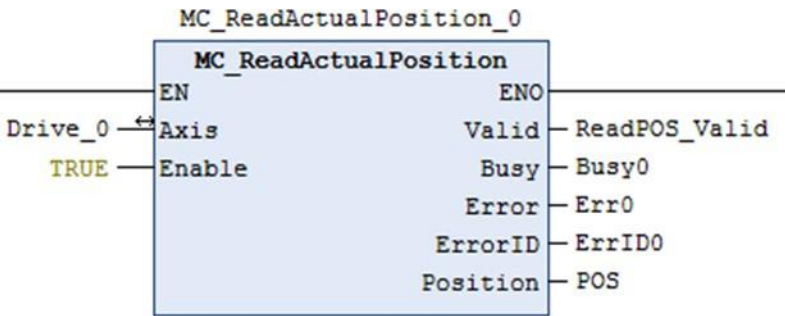 MC_ReadActualPosition_0
MC_ReadActualPosition
EN ENO
Drive_0 Axis Valid ReadPOS_Valid
TRUE Enable Busy Busy0
Error Err0
ErrorID ErrID0
Position POS